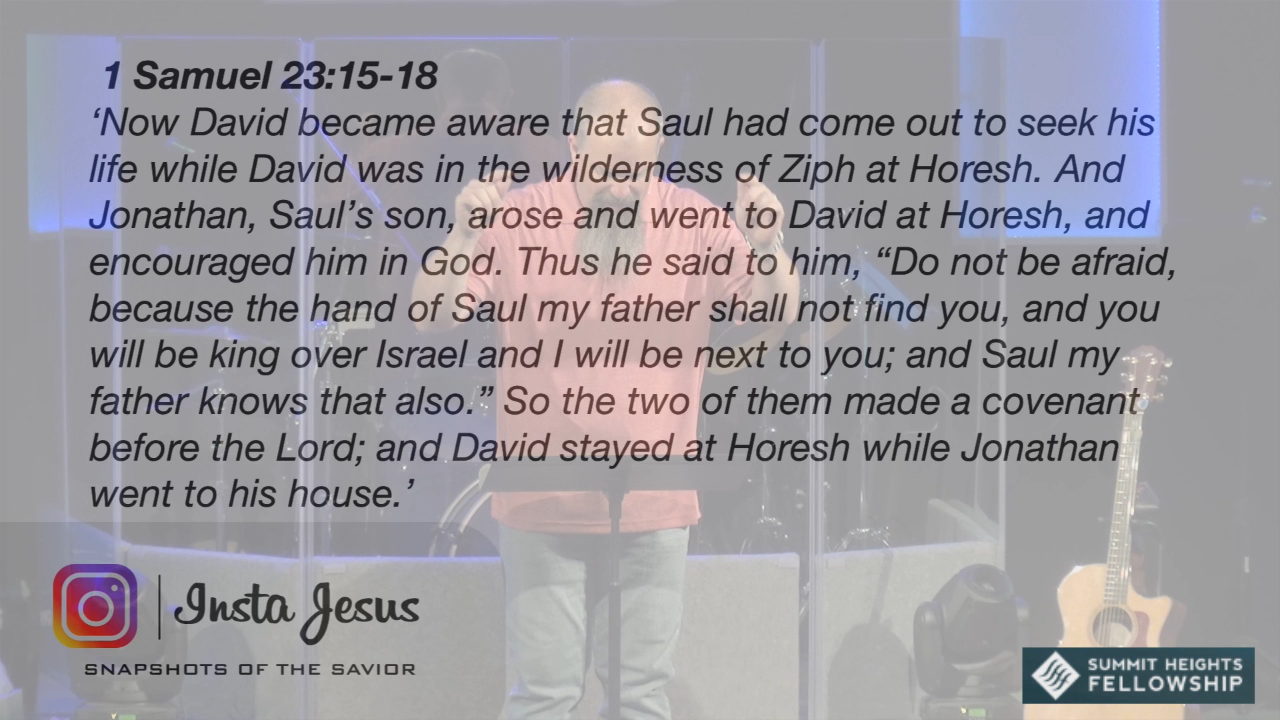 1 Samuel 23:15-18
‘Now David became aware that Saul had come out to seek his
life while David was in the wilderness of Ziph at Horesh. And
Jonathan, Saul’s son, arose and went to David at Horesh, and
encouraged him in God. Thus he said to him, “Do not be afraid,
because the hand of Saul my father shall not find you, and you
will be king over Israel and I will be next to you; and Saul my
father knows that also.” So the two of them made a covenant
before the Lord; and David stayed at Horesh while Jonathan
went to his house.’
Insta Jesus
SNAPSHOTS OF THE SAVIOR
SUMMIT HEIGHTS
FELLOWSHIP